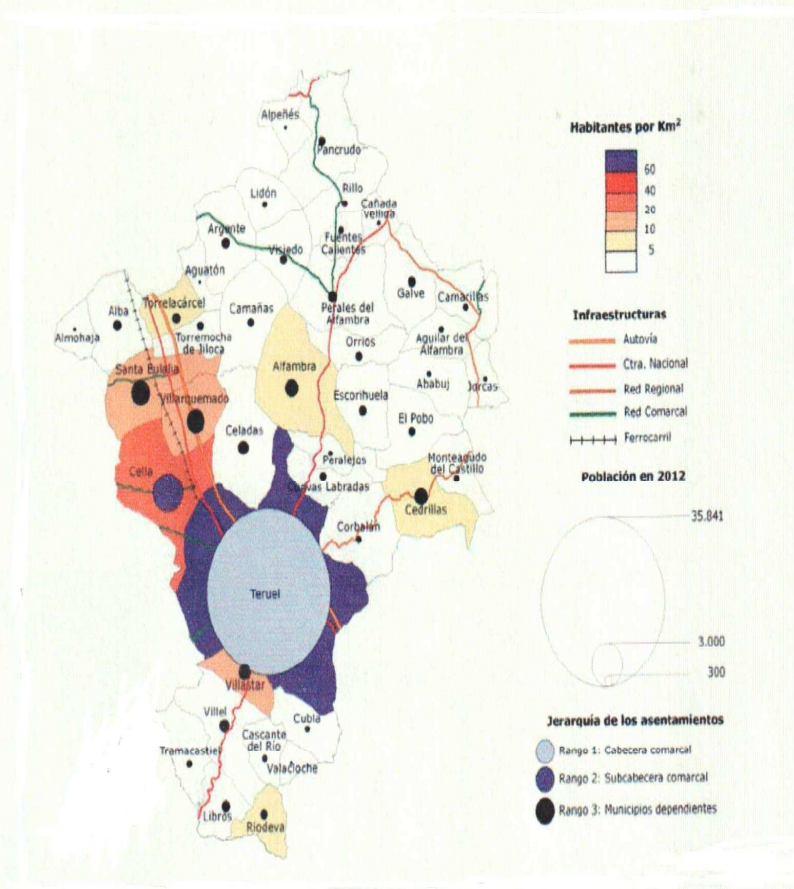 Alpeñés
Pancrudo
Lidón
Rillo
Cañada
Vellida
Argente
Fuentes
Calientes
Visiedo
Aguatón
Galve
Camarillas
Torrelacárcel
Alba
Camañas
Perales del
Alfambra
Almohaja
Torremocha
de Jiloca
Orrios
Aguilar del
Alfambra
Santa Eulalia
Alfambra
Ababuj
Jorcas
Villarquemado
Escorihuela
El Pobo
Celadas
Cella
Peralejos
Monteagudo
del Castillo
Cuevas Labradas
Cedrillas
Corbalán
Teruel
Villastar
Villel
Cubla
Cascante
del Río
Tramacastiel
Valacloche
Libros
Riodeva
Habitantes por Km²
60
40
20
10
5
Infraestructuras
Autovía
Ctra. Nacional
Red Regional
Red Comarcal
Ferrocarril
Población en 2012
35.841
3.000
300
Jerarquía de los asentamientos
Rango 1: Cabecera comarcal
Rango 2: Subcabecera comarcal
Rango 3: Municipios dependientes